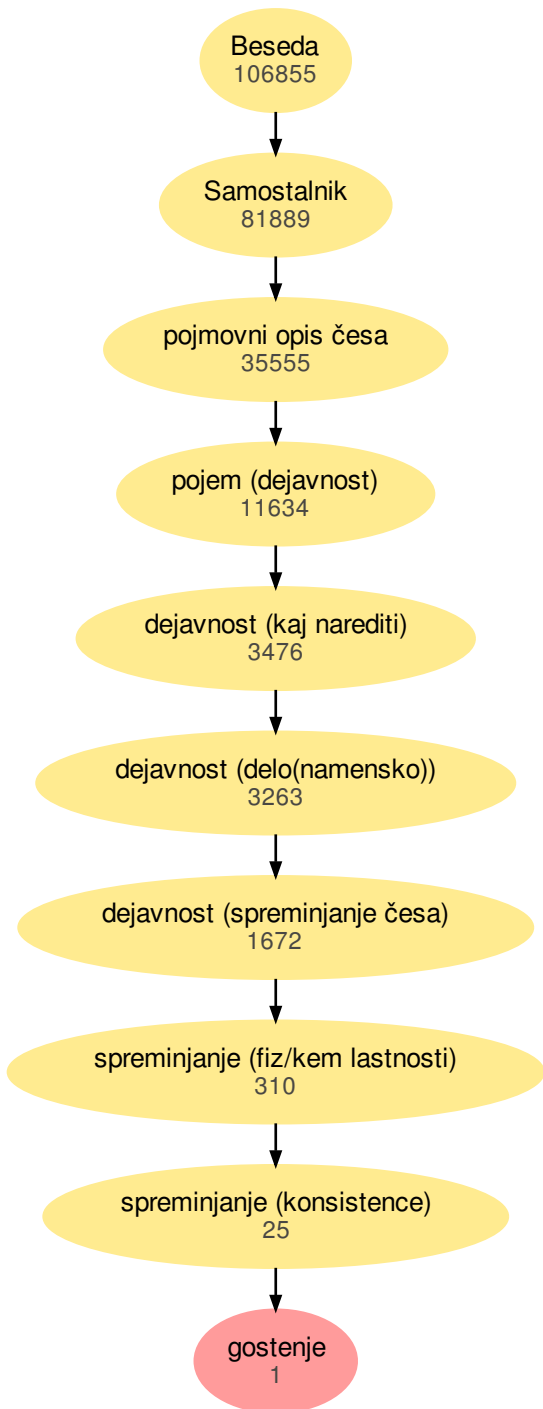 Beseda
106855
Samostalnik
81889
pojmovni opis česa
35555
pojem (dejavnost)
11634
dejavnost (kaj narediti)
3476
dejavnost (delo(namensko))
3263
dejavnost (spreminjanje česa)
1672
spreminjanje (fiz/kem lastnosti)
310
spreminjanje (konsistence)
25
gostenje
1